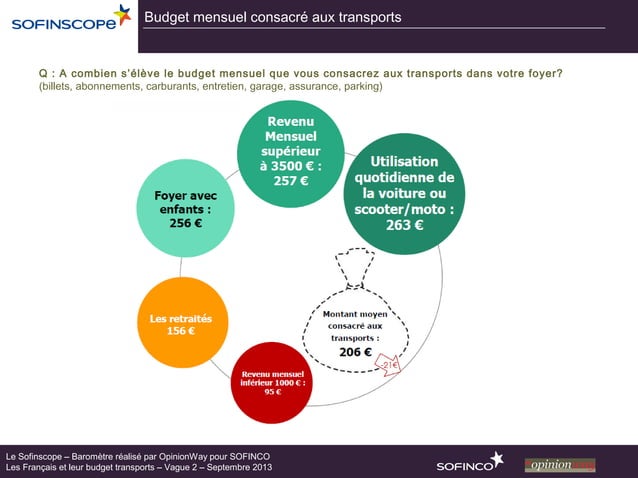 SOFINSCOPE
Budget mensuel consacré aux transports
Q : A combien s'élève le budget mensuel que vous consacrez aux transports dans votre foyer?
(billets, abonnements, carburants, entretien, garage, assurance, parking)
Revenu
Mensuel
supérieur
à 3500 € :
257 €
Utilisation
quotidienne de
la voiture ou
scooter/moto :
263 €
Foyer avec
enfants :
256 €
Les retraités
156 €
Montant moyen
consacré aux
transports :
206 €
-21€
Revenu mensuel
inférieur 1000 € :
95 €
Le Sofinscope – Baromètre réalisé par OpinionWay pour SOFINCO
Les Français et leur budget transports – Vague 2 – Septembre 2013
SOFINCO
opinionway